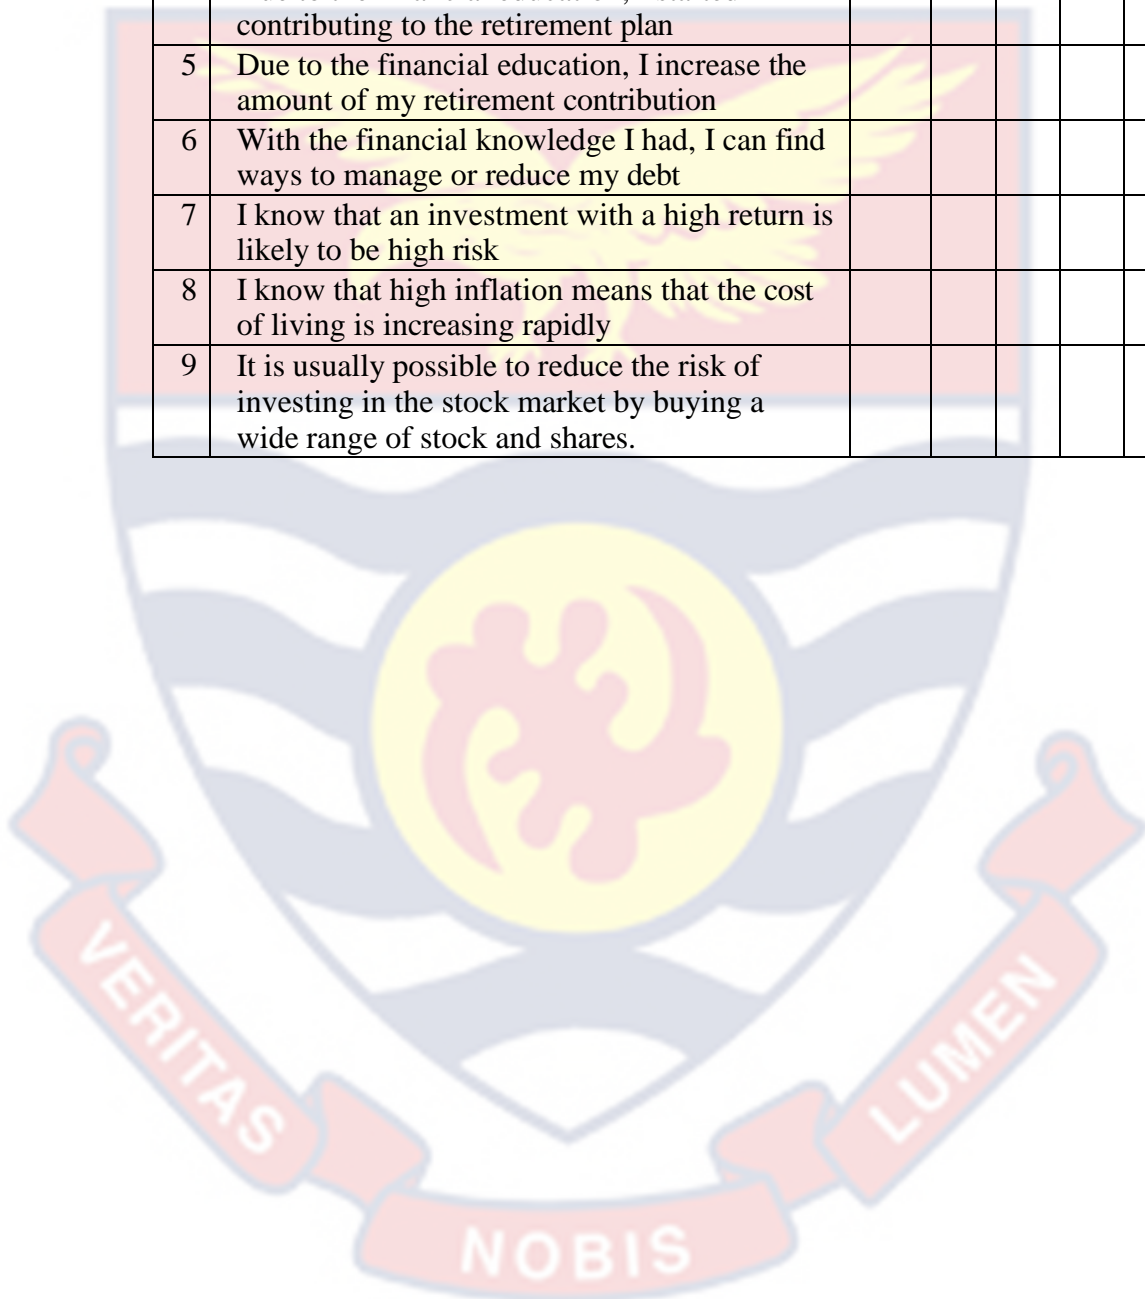 contributing to the retirement plan
5 Due to the financial education, I increase the
amount of my retirement contribution
6 With the financial knowledge I had, I can find
ways to manage or reduce my debt
7 I know that an investment with a high return is
likely to be high risk
8 I know that high inflation means that the cost
of living is increasing rapidly
9 It is usually possible to reduce the risk of
investing in the stock market by buying a
wide range of stock and shares.
VERITAS
NOBIS
LUMEN